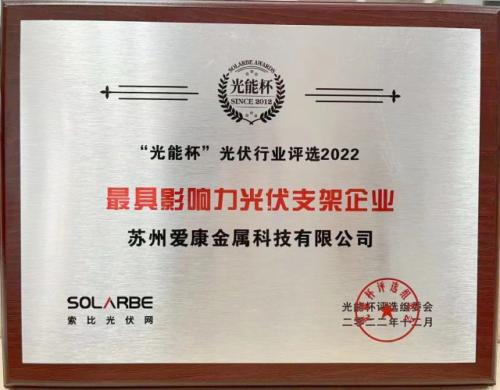 SOLARBE AWARDS
光能杯
SINCE 2012
“光能杯”光伏行业评选2022
最具影响力光伏支架企业
苏州爱康金属科技有限公司
SOLARBE
索比光伏网
光能杯评选组委会
二零二二年十二月